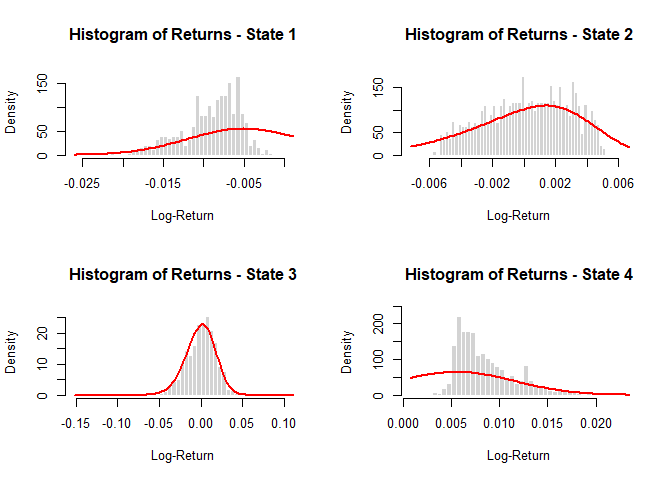 Histogram of Returns - State 1
Density
0 50 150
-0.025 -0.015 -0.005
Log-Return
Histogram of Returns - State 2
Density
0 50 150
-0.006 -0.002 0.002 0.006
Log-Return
Histogram of Returns - State 3
Density
0 10 20
-0.15 -0.10 -0.05 0.00 0.05 0.10
Log-Return
Histogram of Returns - State 4
Density
0 100 200
0.000 0.005 0.010 0.015 0.020
Log-Return